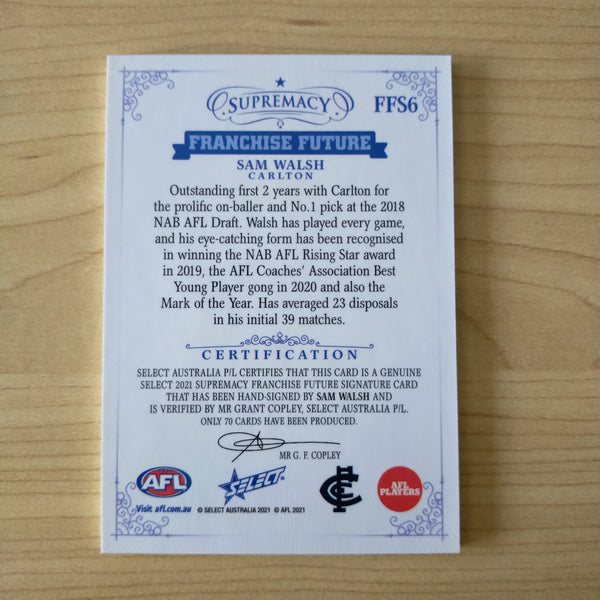 SUPREMACY
FFS6
FRANCHISE FUTURE
SAM WALSH
CARLTON
Outstanding first 2 years with Carlton for
the prolific on-baller and No.1 pick at the 2018
NAB AFL Draft. Walsh has played every game,
and his eye-catching form has been recognised
in winning the NAB AFL Rising Star award
in 2019, the AFL Coaches' Association Best
Young Player gong in 2020 and also the
Mark of the Year. Has averaged 23 disposals
in his initial 39 matches.
CERTIFICATION
SELECT AUSTRALIA P/L CERTIFIES THAT THIS CARD IS A GENUINE
SELECT 2021 SUPREMACY FRANCHISE FUTURE SIGNATURE CARD
THAT HAS BEEN HAND-SIGNED BY SAM WALSH AND
IS VERIFIED BY MR GRANT COPLEY, SELECT AUSTRALIA P/L.
ONLY 70 CARDS HAVE BEEN PRODUCED.
MR G. F. COPLEY
AFL
SELECT
CFC
AFL
PLAYERS
Visit afl.com.au
© SELECT AUSTRALIA 2021 © AFL 2021